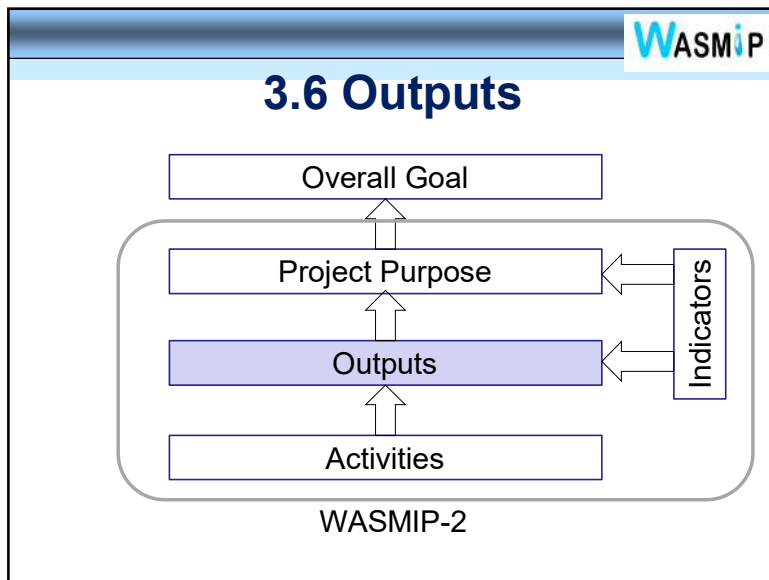 WASMiP
3.6 Outputs
Overall Goal
Project Purpose
Indicators
Outputs
Activities
WASMIP-2